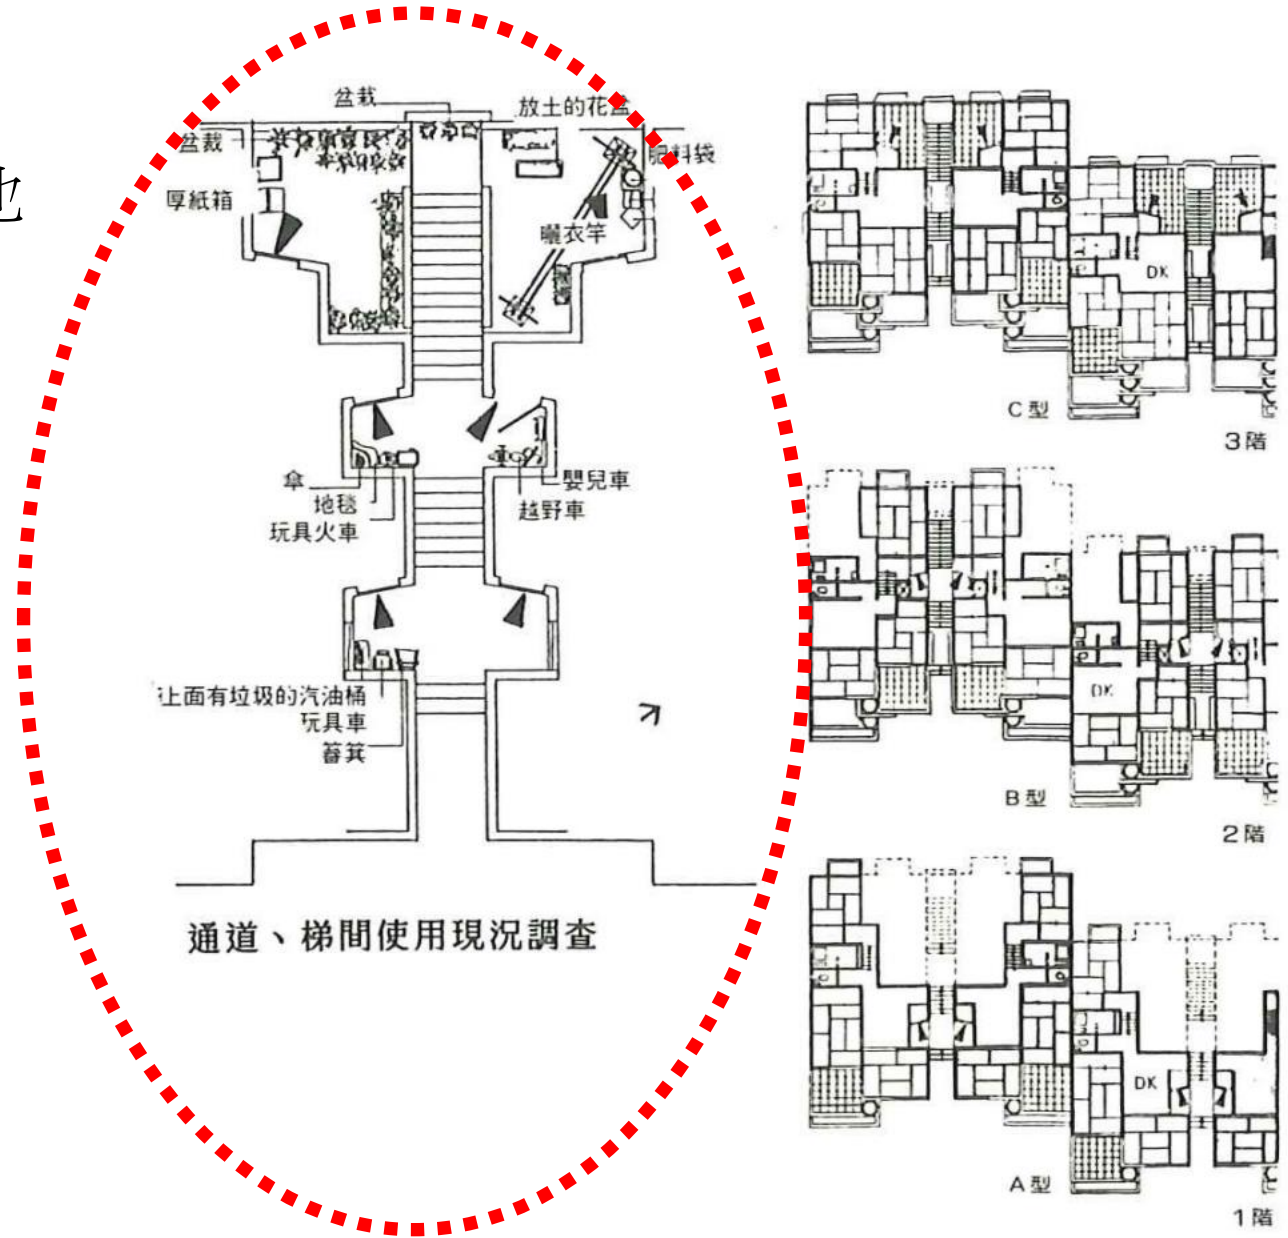 盆栽
放土的花盆
盆栽
肥料袋
厚紙箱
曬衣竿
傘
地毯
玩具火車
嬰兒車
越野車
上面有垃圾的汽油桶
玩具車
簸箕
通道、梯間使用現況調查
DK
C型
3階
DK
B型
2階
DK
A型
1階